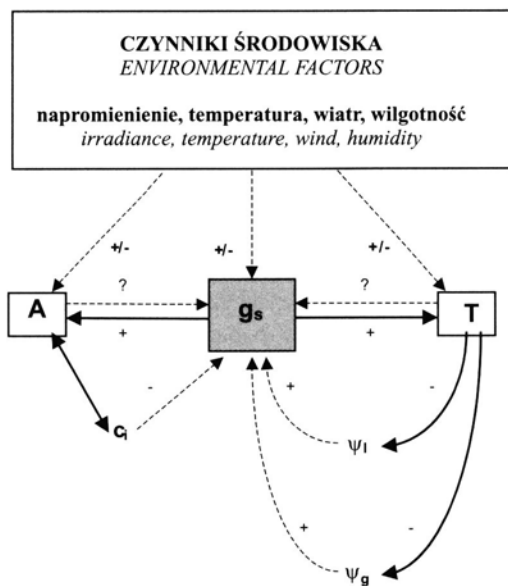 CZYNNIKI ŚRODOWISKA
ENVIRONMENTAL FACTORS
napromienienie, temperatura, wiatr, wilgotność
irradiance, temperature, wind, humidity
+/- +/- +/-
? ?
A gs T
+ +
- + -
ci
ψl
+ -
ψg